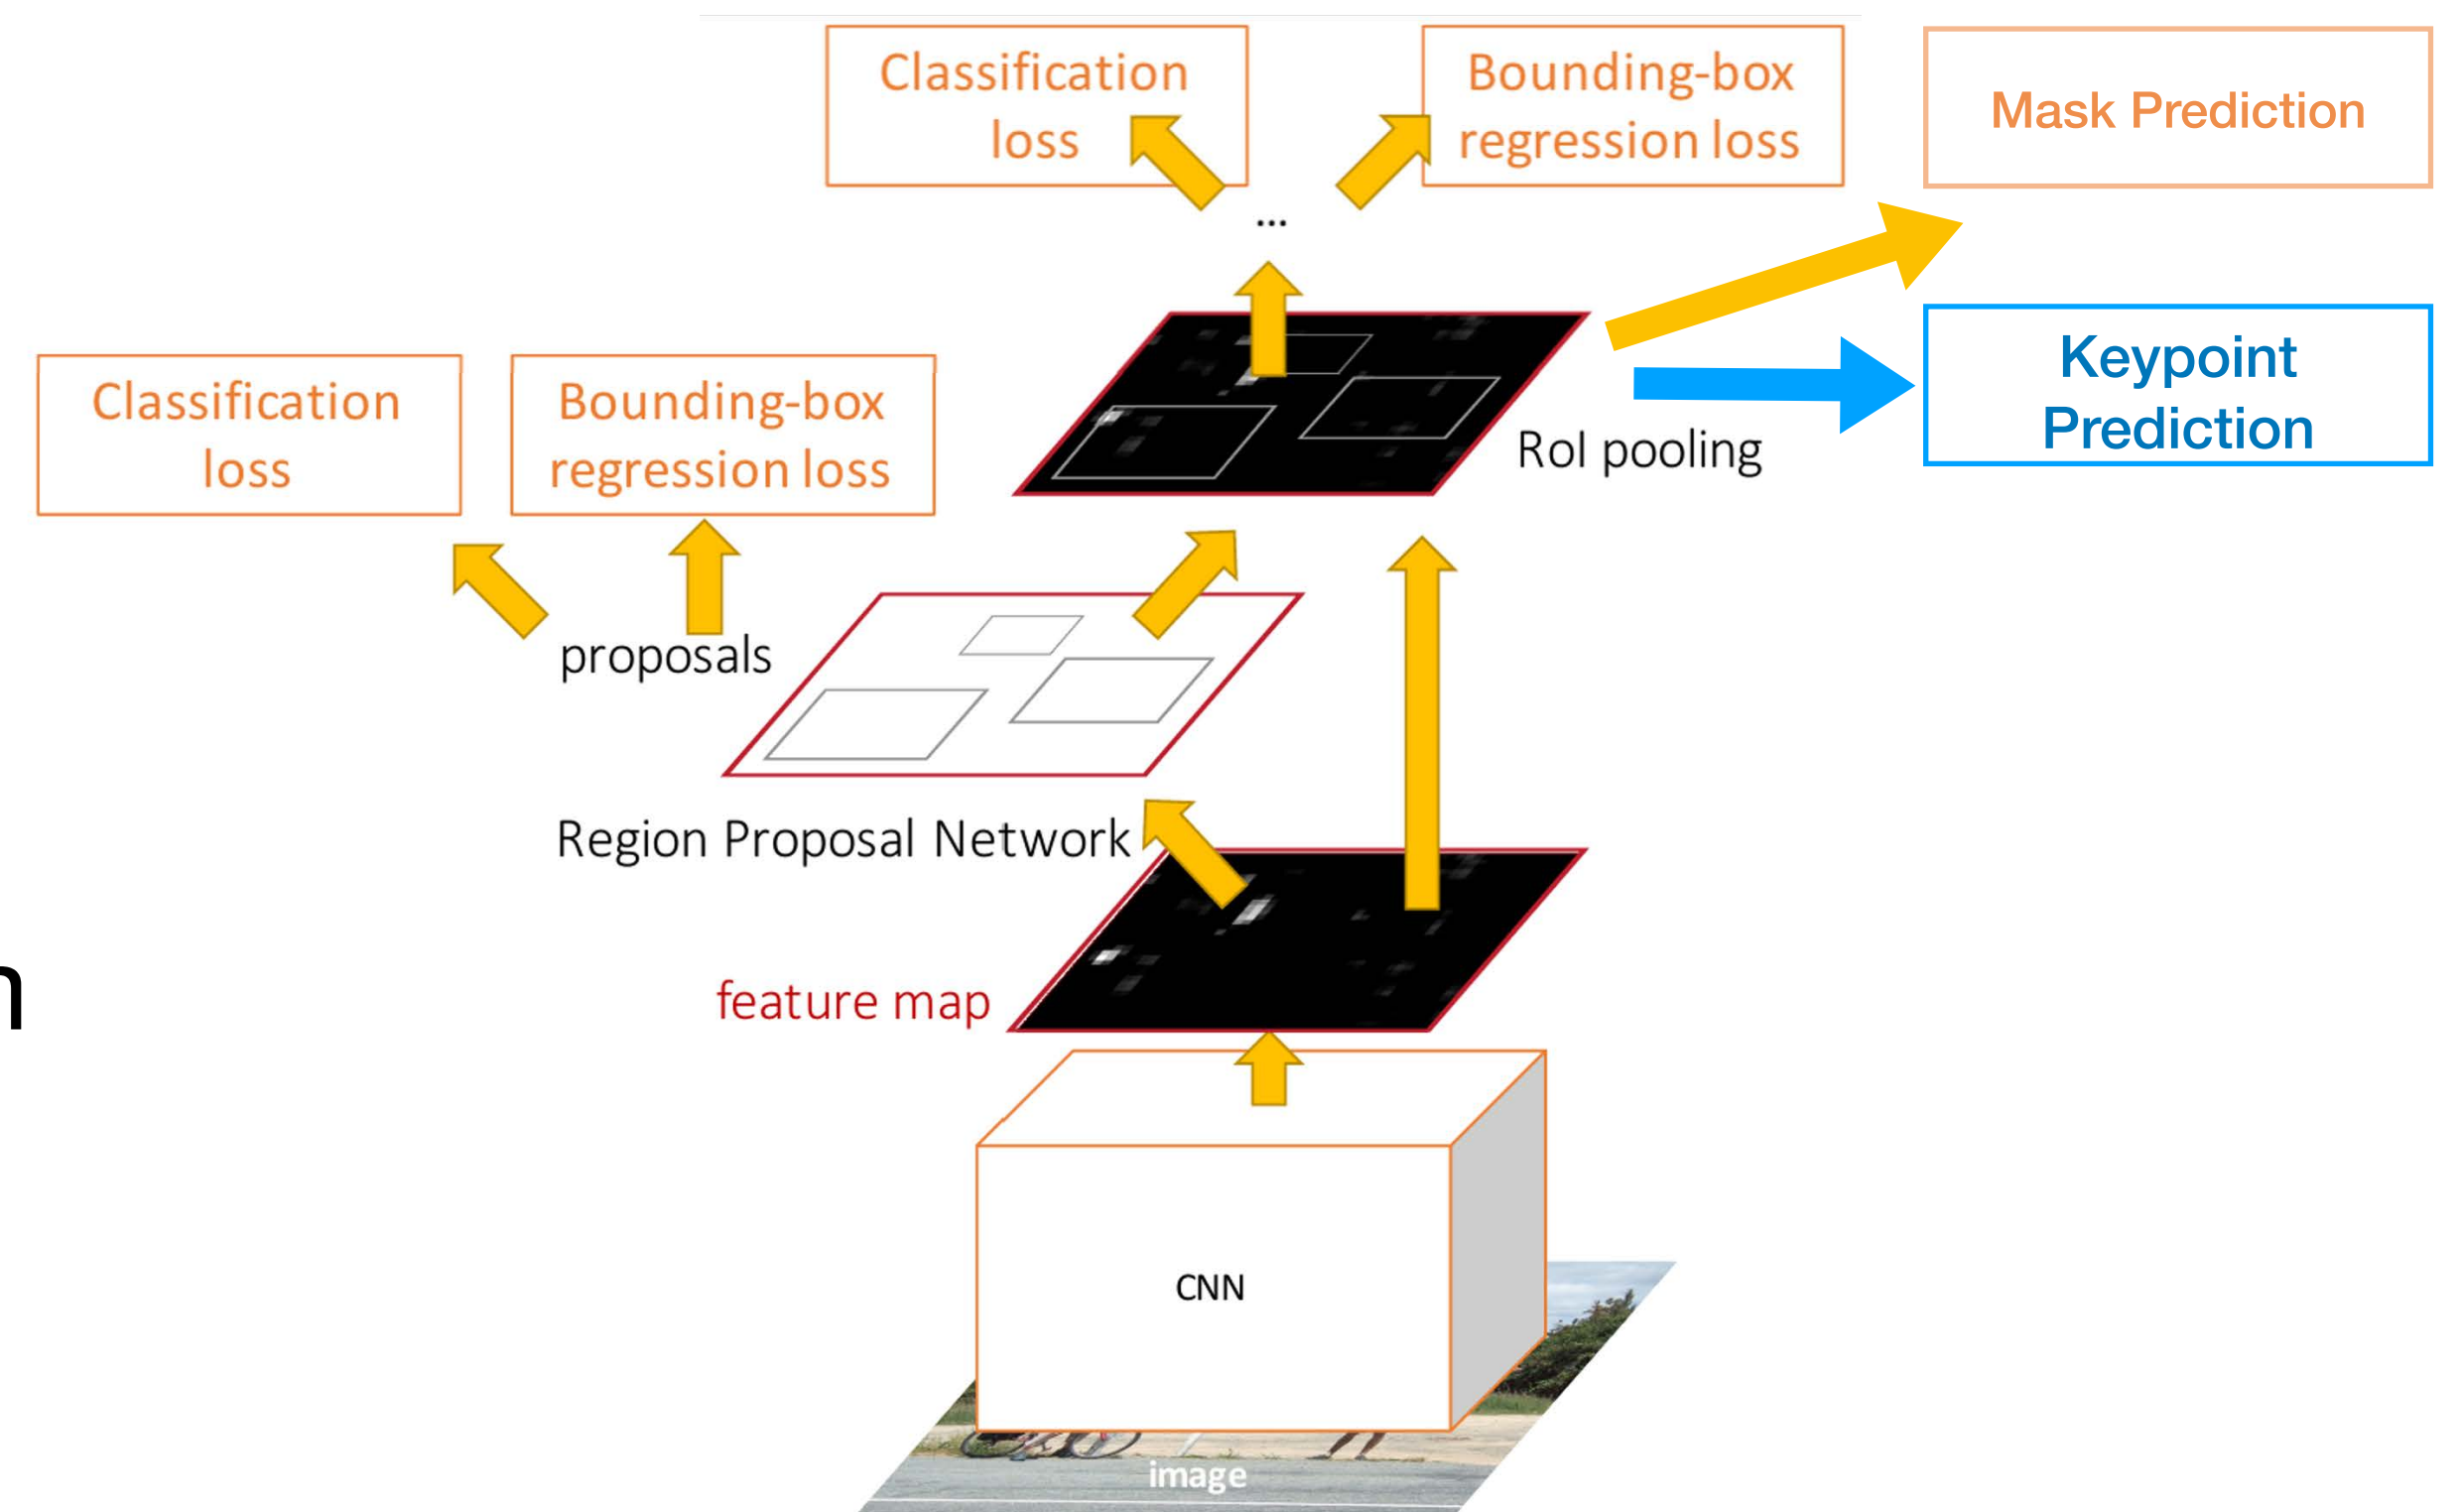 Classification
loss
Bounding-box
regression loss
Mask Prediction
...
Classification
loss
Bounding-box
regression loss
Keypoint
Prediction
RoI pooling
proposals
Region Proposal Network
n
feature map
CNN
image